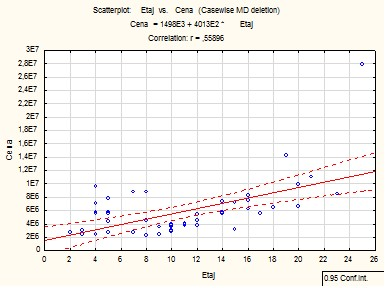 Scatterplot: Etaj vs. Cena (Casewise MD deletion)
Cena = 1498E3 + 4013E2 * Etaj
Correlation: r = ,55896
3E7
2,8E7
2,6E7
2,4E7
2,2E7
2E7
1,8E7
1,6E7
1,4E7
1,2E7
1E7
8E6
6E6
4E6
2E6
0
Cena
0 2 4 6 8 10 12 14 16 18 20 22 24 26
Etaj
0.95 Conf.Int.